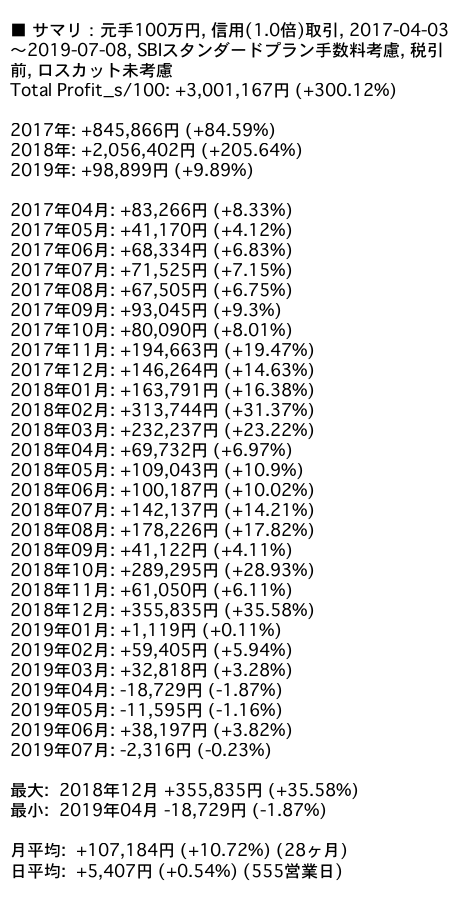 ■ サマリ：元手100万円, 信用(1.0倍)取引, 2017-04-03
〜2019-07-08, SBIスタンダードプラン手数料考慮, 税引
前, ロスカット未考慮
Total Profit_s/100: +3,001,167円 (+300.12%)
2017年: +845,866円 (+84.59%)
2018年: +2,056,402円 (+205.64%)
2019年: +98,899円 (+9.89%)
2017年04月: +83,266円 (+8.33%)
2017年05月: +41,170円 (+4.12%)
2017年06月: +68,334円 (+6.83%)
2017年07月: +71,525円 (+7.15%)
2017年08月: +67,505円 (+6.75%)
2017年09月: +93,045円 (+9.3%)
2017年10月: +80,090円 (+8.01%)
2017年11月: +194,663円 (+19.47%)
2017年12月: +146,264円 (+14.63%)
2018年01月: +163,791円 (+16.38%)
2018年02月: +313,744円 (+31.37%)
2018年03月: +232,237円 (+23.22%)
2018年04月: +69,732円 (+6.97%)
2018年05月: +109,043円 (+10.9%)
2018年06月: +100,187円 (+10.02%)
2018年07月: +142,137円 (+14.21%)
2018年08月: +178,226円 (+17.82%)
2018年09月: +41,122円 (+4.11%)
2018年10月: +289,295円 (+28.93%)
2018年11月: +61,050円 (+6.11%)
2018年12月: +355,835円 (+35.58%)
2019年01月: +1,119円 (+0.11%)
2019年02月: +59,405円 (+5.94%)
2019年03月: +32,818円 (+3.28%)
2019年04月: -18,729円 (-1.87%)
2019年05月: -11,595円 (-1.16%)
2019年06月: +38,197円 (+3.82%)
2019年07月: -2,316円 (-0.23%)
最大: 2018年12月 +355,835円 (+35.58%)
最小: 2019年04月 -18,729円 (-1.87%)
月平均: +107,184円 (+10.72%) (28ヶ月)
日平均: +5,407円 (+0.54%) (555営業日)